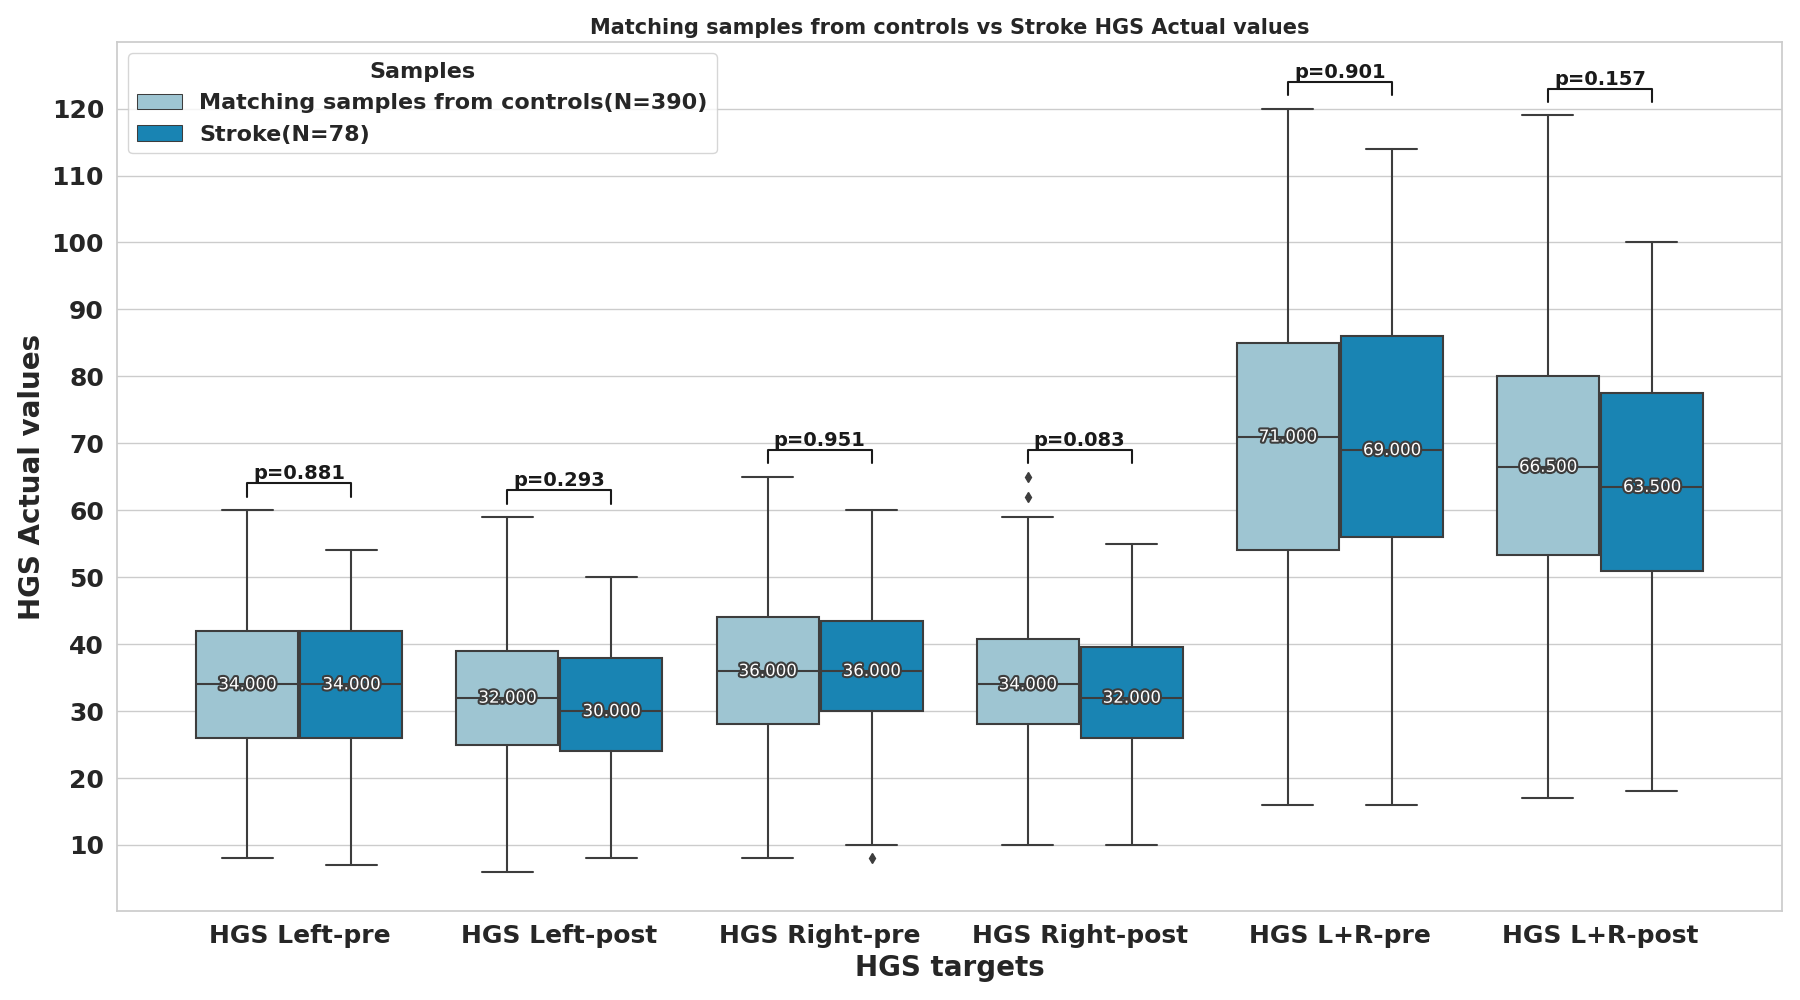 Matching samples from controls vs Stroke HGS Actual values
Samples
Matching samples from controls(N=390)
Stroke(N=78)
HGS Actual values
120
110
100
90
80
70
60
50
40
30
20
10
p=0.881
p=0.293
p=0.951
p=0.083
p=0.901
p=0.157
34.000
34.000
32.000
30.000
36.000
36.000
34.000
32.000
71.000
69.000
66.500
63.500
HGS Left-pre
HGS Left-post
HGS Right-pre
HGS Right-post
HGS L+R-pre
HGS L+R-post
HGS targets